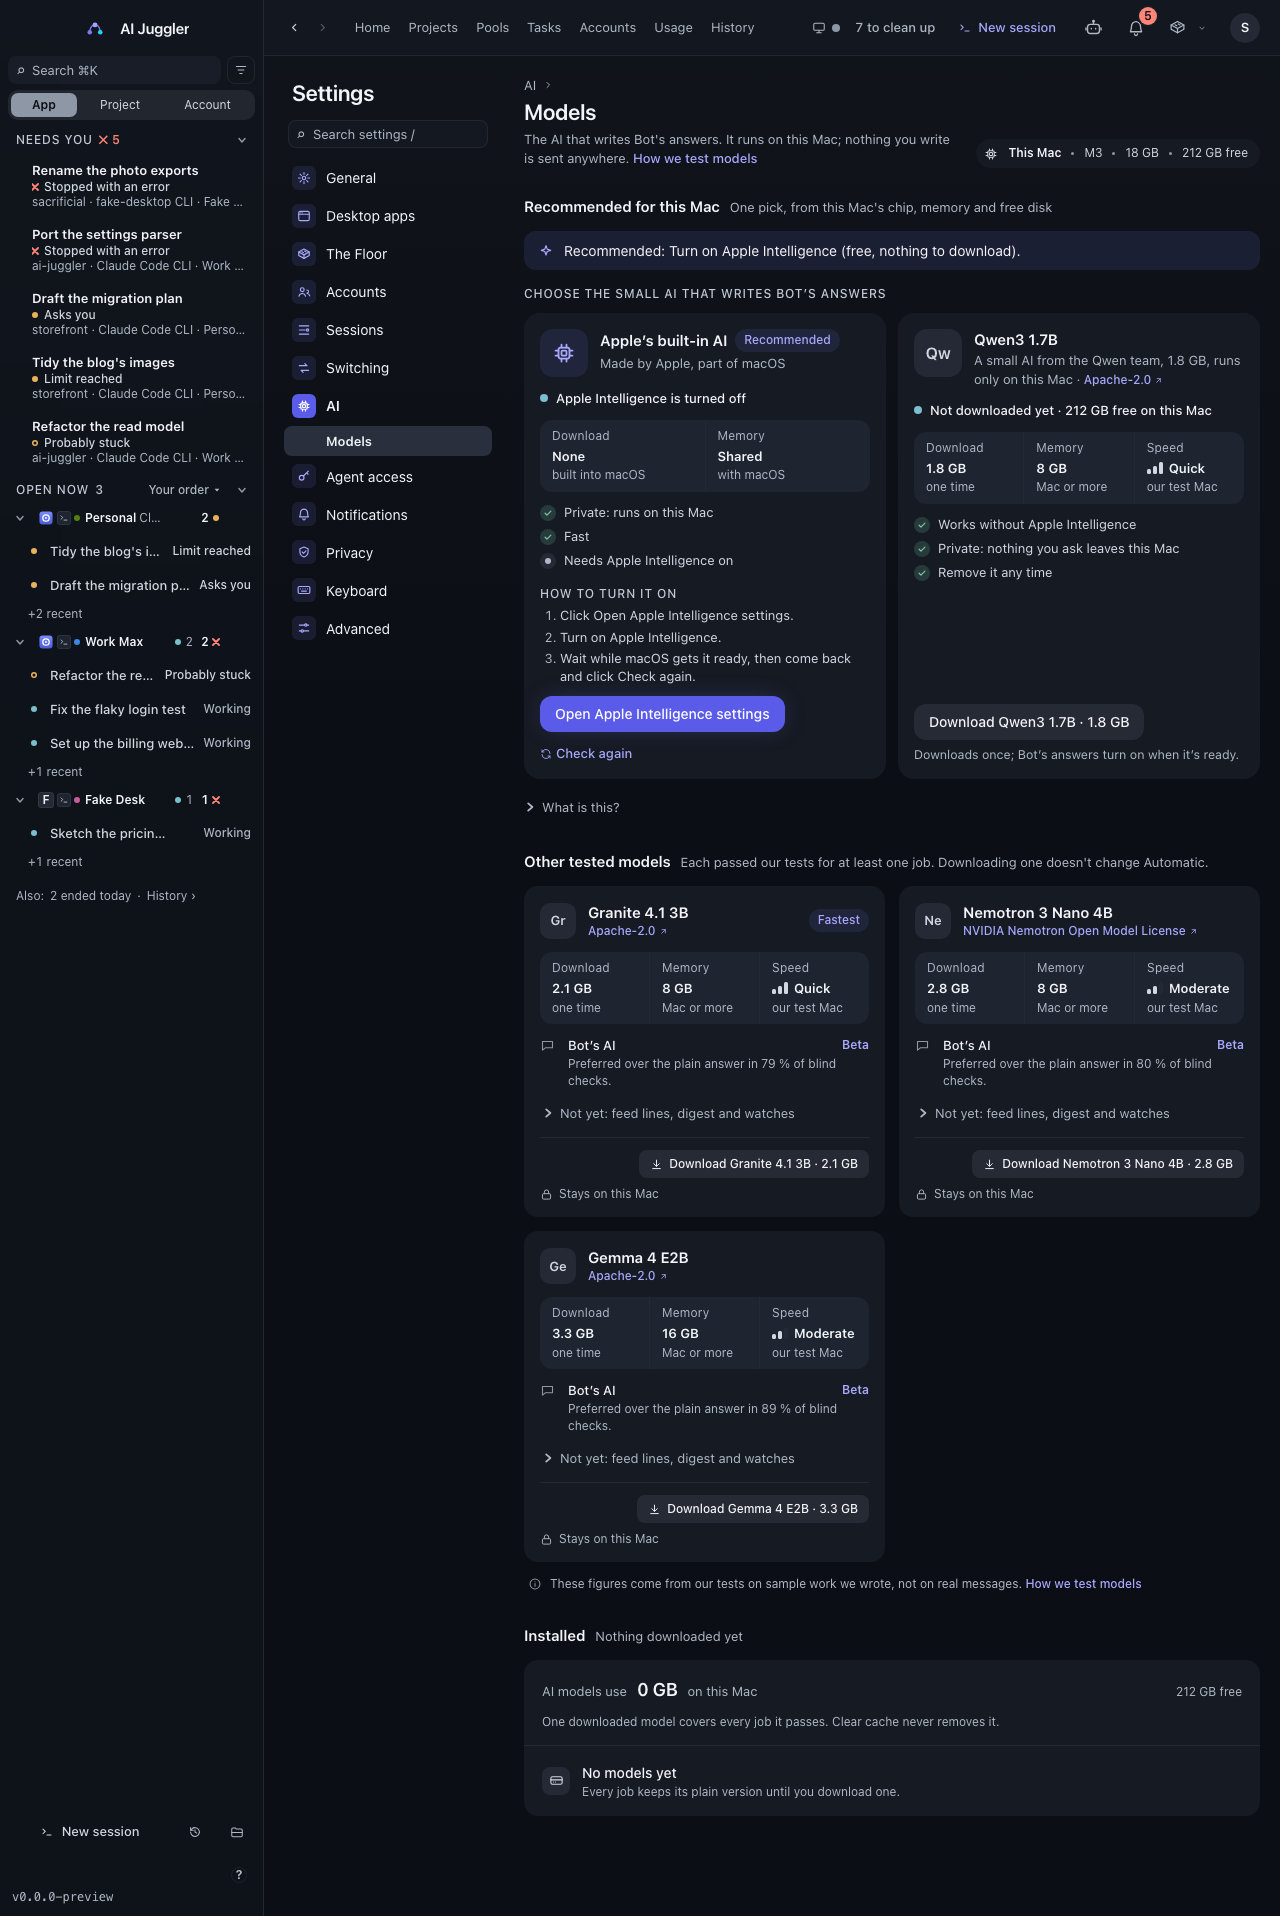 AI Juggler
Search ⌘K
App
Project
Account
NEEDS YOU 5
Rename the photo exports
Stopped with an error
sacrificial · fake-desktop CLI · Fake ...
Port the settings parser
Stopped with an error
ai-juggler · Claude Code CLI · Work ...
Draft the migration plan
Asks you
storefront · Claude Code CLI · Perso...
Tidy the blog's images
Limit reached
storefront · Claude Code CLI · Perso...
Refactor the read model
Probably stuck
ai-juggler · Claude Code CLI · Work ...
OPEN NOW 3
Your order
Personal Cl... 2
Tidy the blog's i... Limit reached
Draft the migration p... Asks you
+2 recent
Work Max 2 2
Refactor the re... Probably stuck
Fix the flaky login test Working
Set up the billing web... Working
+1 recent
F Fake Desk 1 1
Sketch the pricin... Working
+1 recent
Also: 2 ended today · History ›
New session
?
v0.0.0-preview
Home
Projects
Pools
Tasks
Accounts
Usage
History
7 to clean up
New session
5
S
Settings
Search settings /
General
Desktop apps
The Floor
Accounts
Sessions
Switching
AI
Models
Agent access
Notifications
Privacy
Keyboard
Advanced
AI ›
Models
The AI that writes Bot's answers. It runs on this Mac; nothing you write
is sent anywhere. How we test models
This Mac • M3 • 18 GB • 212 GB free
Recommended for this Mac One pick, from this Mac's chip, memory and free disk
Recommended: Turn on Apple Intelligence (free, nothing to download).
CHOOSE THE SMALL AI THAT WRITES BOT’S ANSWERS
Apple’s built-in AI Recommended
Made by Apple, part of macOS
Apple Intelligence is turned off
Download
None
built into macOS
Memory
Shared
with macOS
Private: runs on this Mac
Fast
Needs Apple Intelligence on
HOW TO TURN IT ON
1. Click Open Apple Intelligence settings.
2. Turn on Apple Intelligence.
3. Wait while macOS gets it ready, then come back
and click Check again.
Open Apple Intelligence settings
Check again
Qw
Qwen3 1.7B
A small AI from the Qwen team, 1.8 GB, runs
only on this Mac · Apache-2.0 ↗
Not downloaded yet · 212 GB free on this Mac
Download
1.8 GB
one time
Memory
8 GB
Mac or more
Speed
Quick
our test Mac
Works without Apple Intelligence
Private: nothing you ask leaves this Mac
Remove it any time
Download Qwen3 1.7B · 1.8 GB
Downloads once; Bot’s answers turn on when it’s ready.
What is this?
Other tested models Each passed our tests for at least one job. Downloading one doesn't change Automatic.
Gr
Granite 4.1 3B
Apache-2.0 ↗
Fastest
Download
2.1 GB
one time
Memory
8 GB
Mac or more
Speed
Quick
our test Mac
Bot’s AI Beta
Preferred over the plain answer in 79 % of blind
checks.
Not yet: feed lines, digest and watches
Download Granite 4.1 3B · 2.1 GB
Stays on this Mac
Ne
Nemotron 3 Nano 4B
NVIDIA Nemotron Open Model License ↗
Download
2.8 GB
one time
Memory
8 GB
Mac or more
Speed
Moderate
our test Mac
Bot’s AI Beta
Preferred over the plain answer in 80 % of blind
checks.
Not yet: feed lines, digest and watches
Download Nemotron 3 Nano 4B · 2.8 GB
Stays on this Mac
Ge
Gemma 4 E2B
Apache-2.0 ↗
Download
3.3 GB
one time
Memory
16 GB
Mac or more
Speed
Moderate
our test Mac
Bot’s AI Beta
Preferred over the plain answer in 89 % of blind
checks.
Not yet: feed lines, digest and watches
Download Gemma 4 E2B · 3.3 GB
Stays on this Mac
These figures come from our tests on sample work we wrote, not on real messages. How we test models
Installed Nothing downloaded yet
AI models use 0 GB on this Mac
212 GB free
One downloaded model covers every job it passes. Clear cache never removes it.
No models yet
Every job keeps its plain version until you download one.